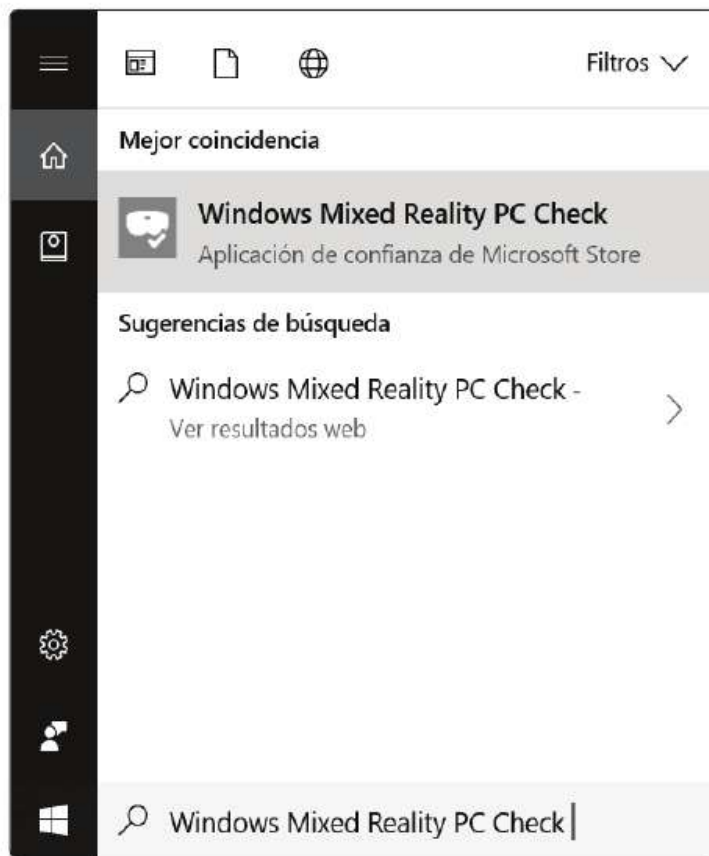 Filtros
Mejor coincidencia
Windows Mixed Reality PC Check
Aplicación de confianza de Microsoft Store
Sugerencias de búsqueda
Windows Mixed Reality PC Check -
Ver resultados web
Windows Mixed Reality PC Check